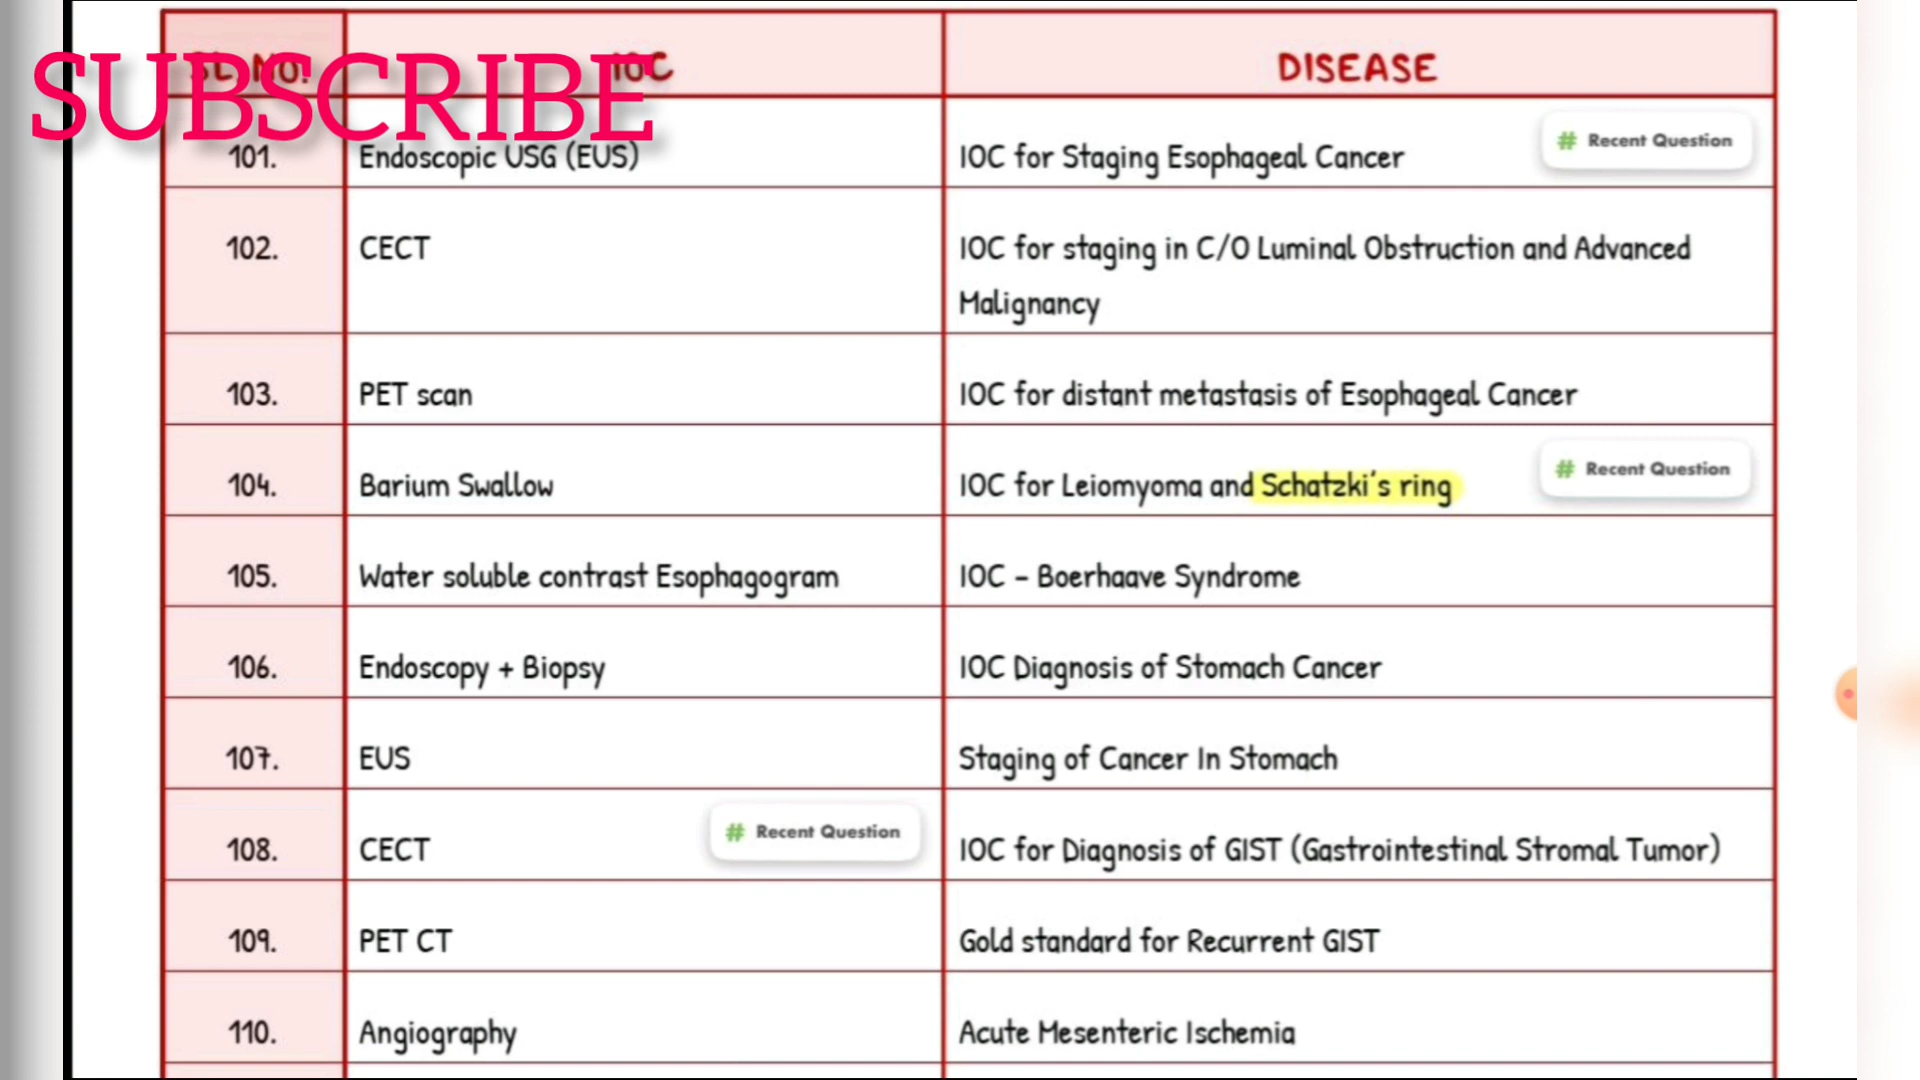 SUBSCRIBE
SL. NO. IOC DISEASE
101. Endoscopic USG (EUS) IOC for Staging Esophageal Cancer # Recent Question
102. CECT IOC for staging in C/O Luminal Obstruction and Advanced
Malignancy
103. PET scan IOC for distant metastasis of Esophageal Cancer
104. Barium Swallow IOC for Leiomyoma and Schatzki's ring # Recent Question
105. Water soluble contrast Esophagogram IOC - Boerhaave Syndrome
106. Endoscopy + Biopsy IOC Diagnosis of Stomach Cancer
107. EUS Staging of Cancer In Stomach
108. CECT # Recent Question IOC for Diagnosis of GIST (Gastrointestinal Stromal Tumor)
109. PET CT Gold standard for Recurrent GIST
110. Angiography Acute Mesenteric Ischemia